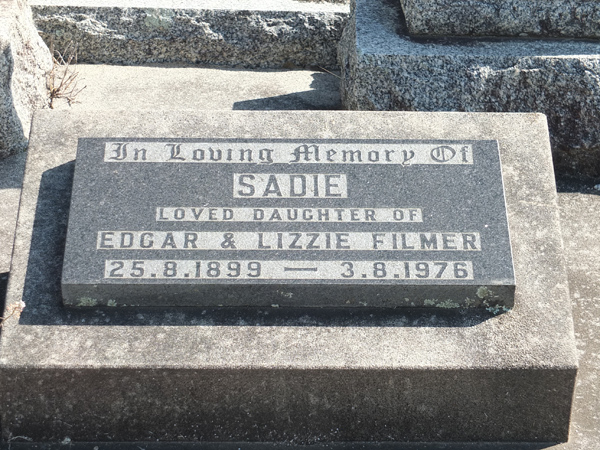 In Loving Memory Of
SADIE
LOVED DAUGHTER OF
EDGAR & LIZZIE FILMER
25.8.1899 — 3.8.1976